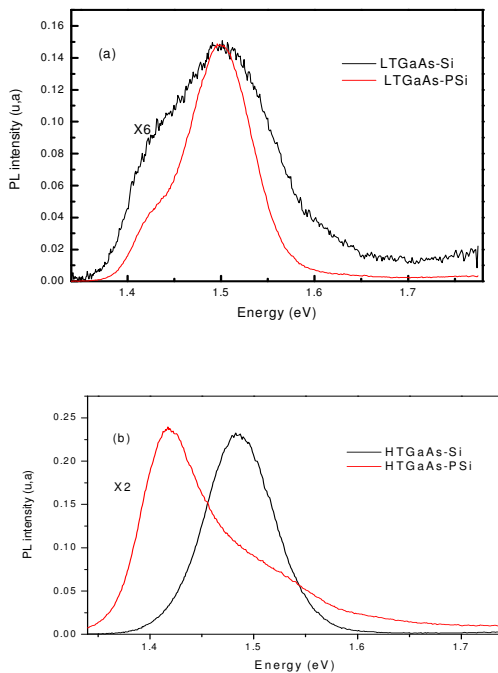 0.16
(a)
LTGaAs-Si
0.14
LTGaAs-PSi
0.12
X6
0.10
0.08
0.06
0.04
0.02
0.00
PL intensity (u,a)
1.4 1.5 1.6 1.7
Energy (eV)
0.25
(b)
HTGaAs-Si
HTGaAs-PSi
0.20
X2
0.15
0.10
0.05
0.00
PL intensity (u,a)
1.4 1.5 1.6 1.7
Energy (eV)